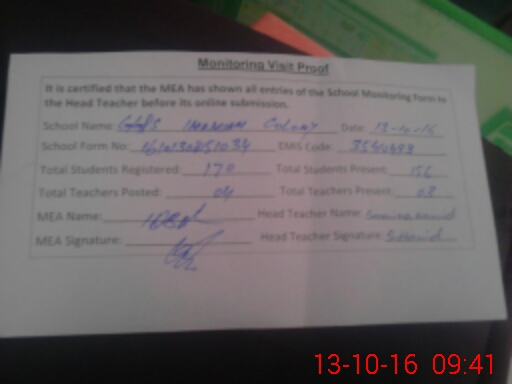 Monitoring Visit Proof
It is certified that the MEA has shown all entries of the School Monitoring Form to
the Head Teacher before its online submission.
School Name: Colony Date: 13-10-16
School Form No: EMIS Code:
Total Students Registered: 170 Total Students Present: 156
Total Teachers Posted: 04 Total Teachers Present: 03
MEA Name: Head Teacher Name:
MEA Signature: Head Teacher Signature:
13-10-16 09:41